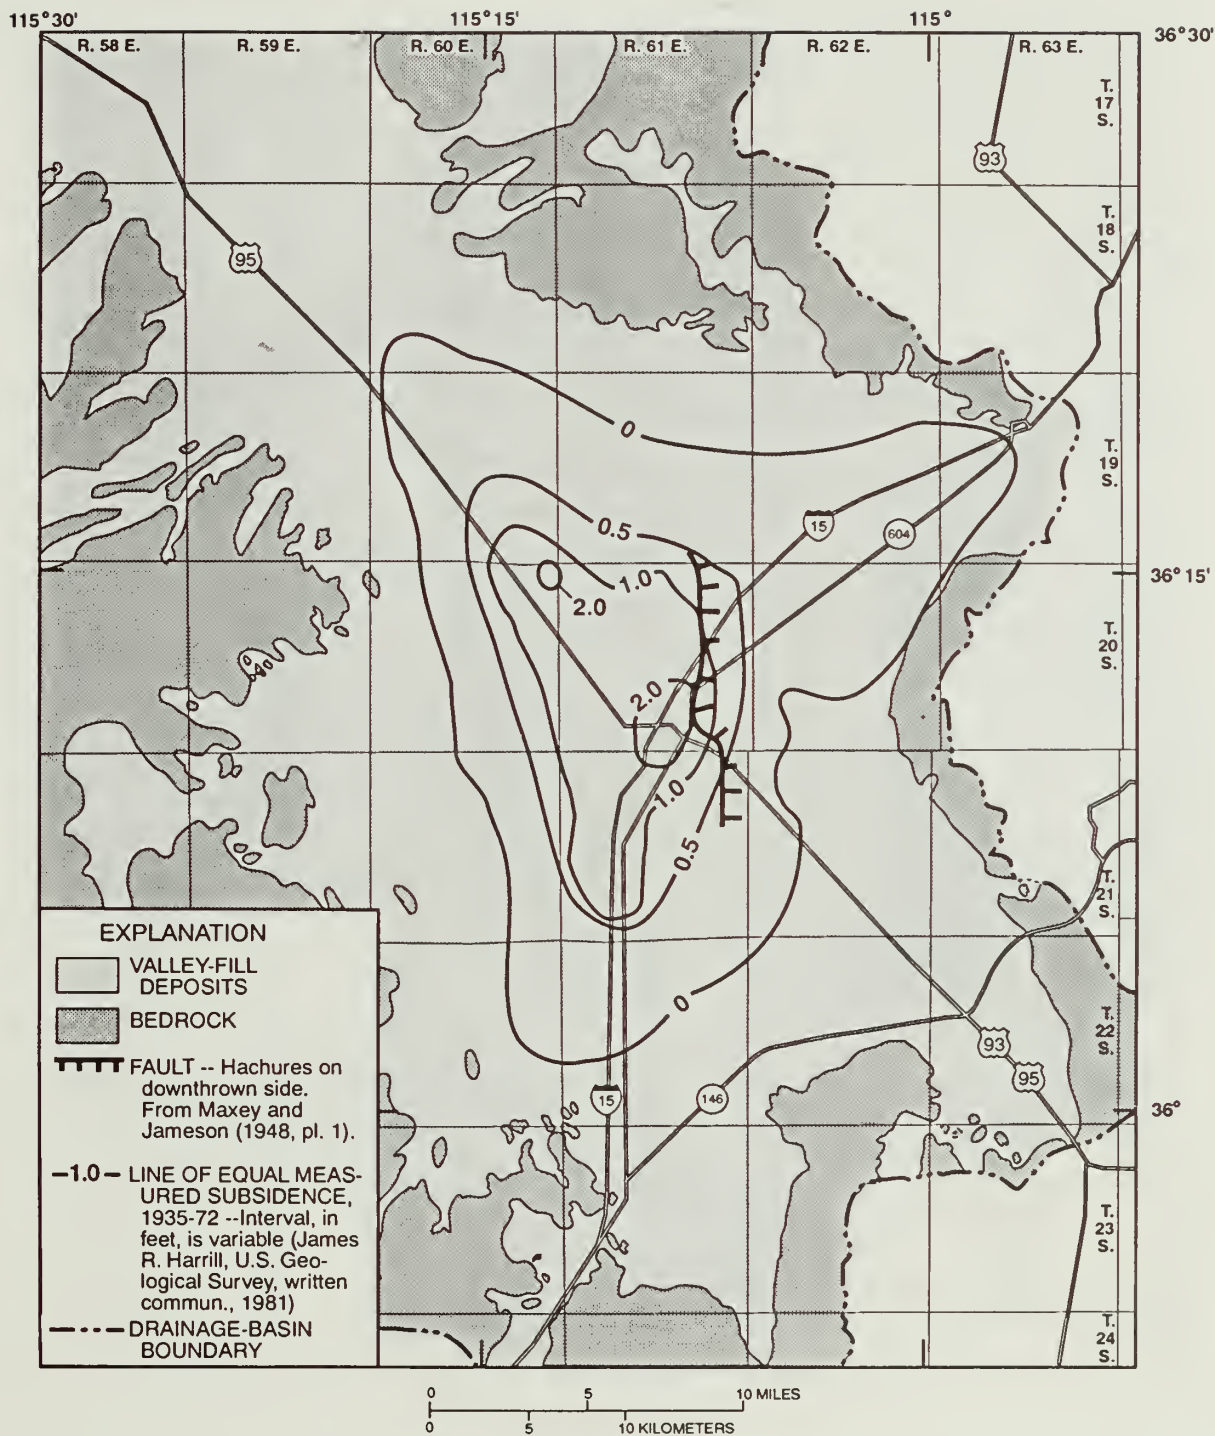 115°30' 115°15' 115°
R. 58 E. R. 59 E. R. 60 E. R. 61 E. R. 62 E. R. 63 E.
36°30'
T.
17
S.
93
T.
18
S.
95
0
T.
19
S.
0.5
15
604
1.0
36°15'
2.0
T.
20
S.
2.0
1.0
0.5
T.
21
S.
0
T.
22
S.
93
95
15
146
36°
T.
23
S.
T.
24
S.
EXPLANATION
VALLEY-FILL
DEPOSITS
BEDROCK
FAULT -- Hachures on
downthrown side.
From Maxey and
Jameson (1948, pl. 1).
–1.0– LINE OF EQUAL MEAS-
URED SUBSIDENCE,
1935-72 --Interval, in
feet, is variable (James
R. Harrill, U.S. Geo-
logical Survey, written
commun., 1981)
DRAINAGE-BASIN
BOUNDARY
0 5 10 MILES
0 5 10 KILOMETERS